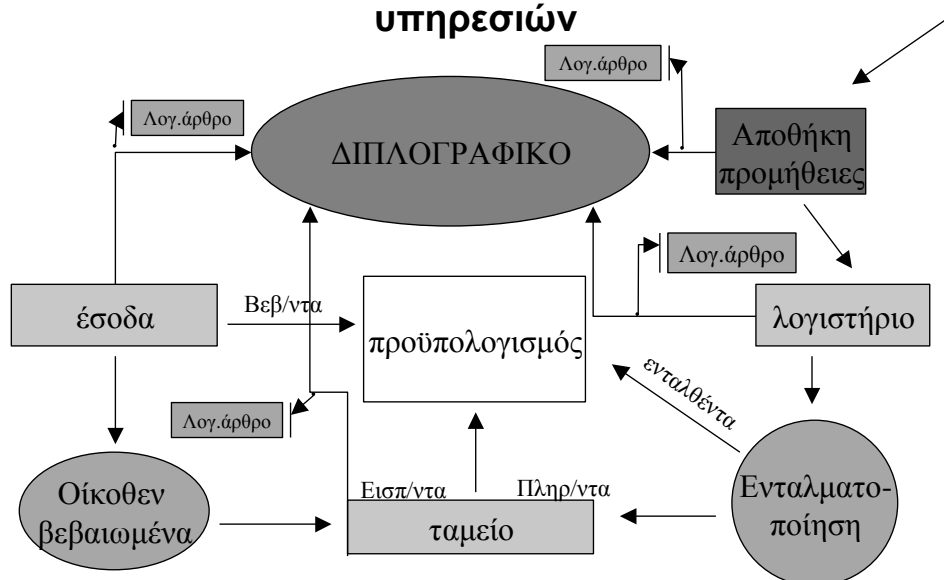 υπηρεσιών
Λογ.άρθρο
Λογ.άρθρο
ΔΙΠΛΟΓΡΑΦΙΚΟ
Αποθήκη
προμήθειες
Λογ.άρθρο
έσοδα
Βεβ/ντα
προϋπολογισμός
λογιστήριο
ενταλθέντα
Λογ.άρθρο
Οίκοθεν
βεβαιωμένα
Εισπ/ντα
Πληρ/ντα
ταμείο
Ενταλματο-
ποίηση